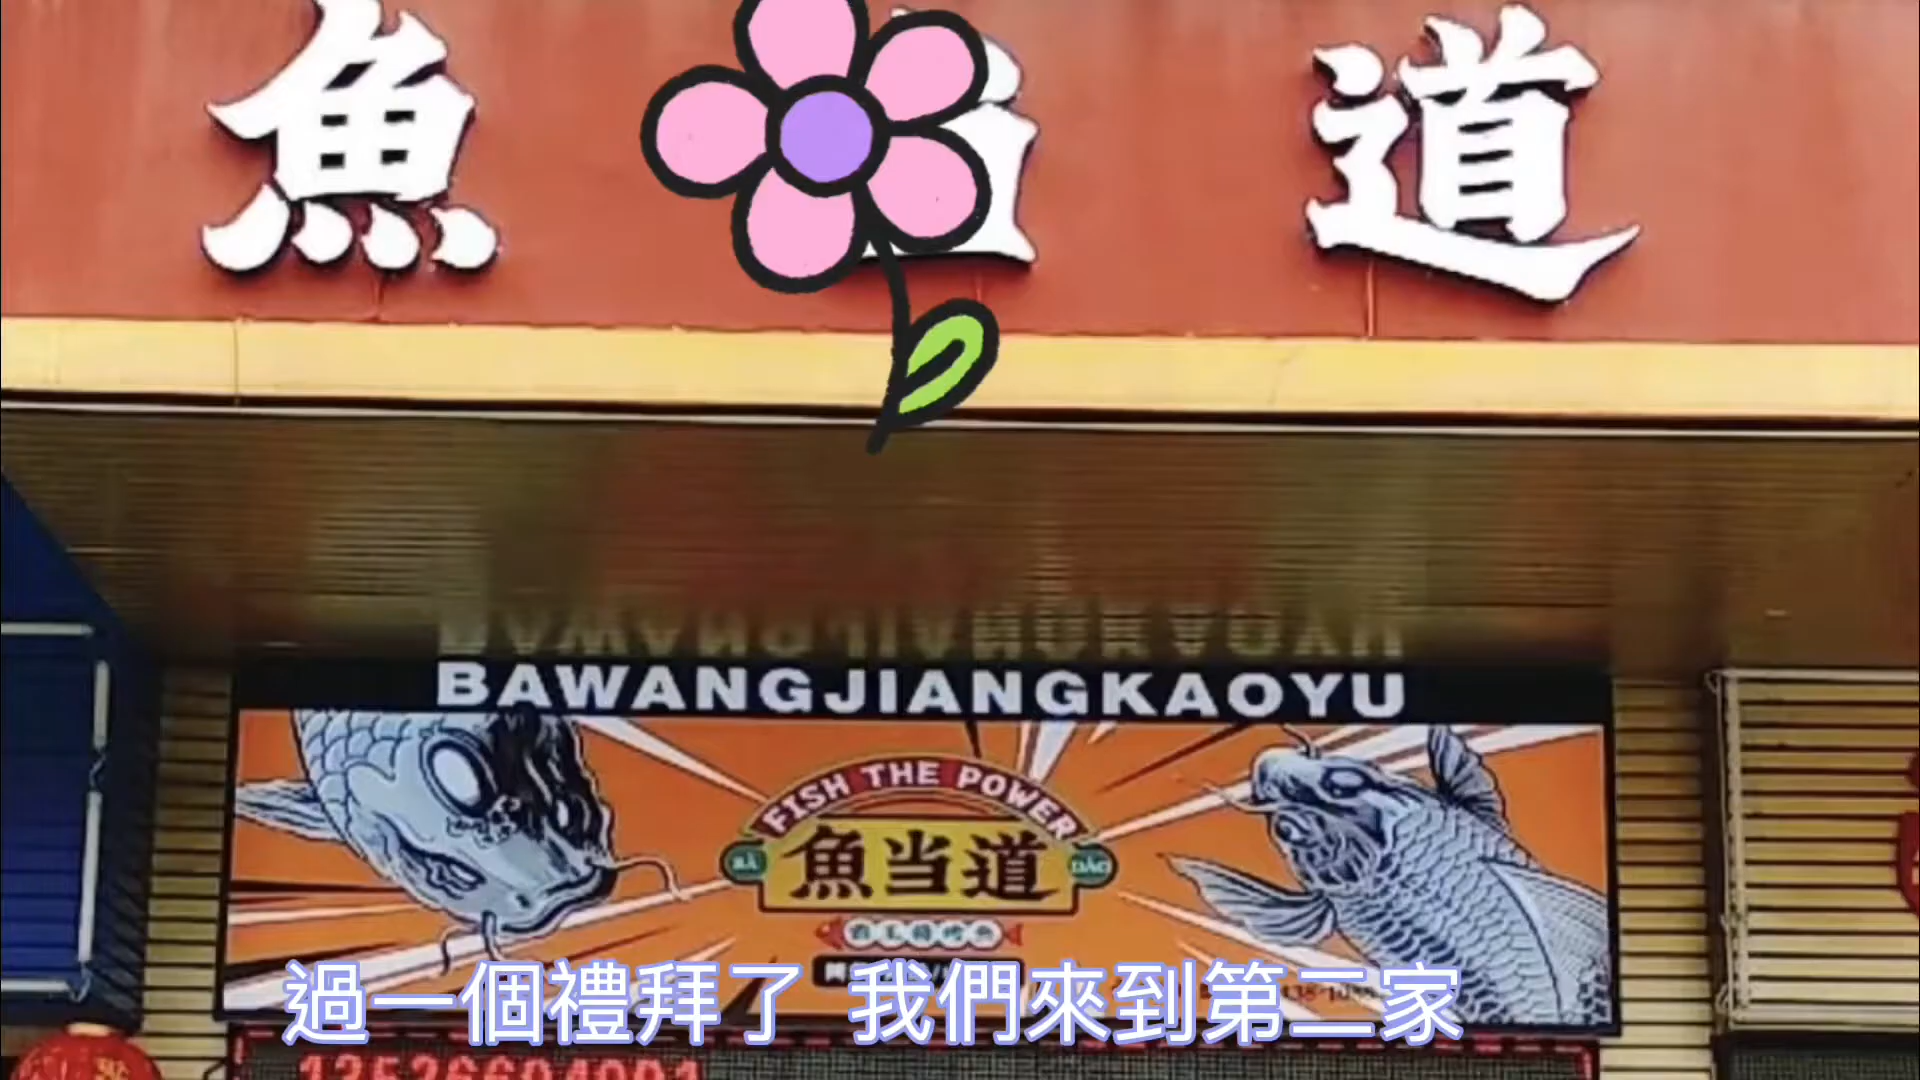 魚 道
BAWANGJIANGKAOYU
FISH THE POWER
魚当道
DÀO
過一個禮拜了 我們來到第二家